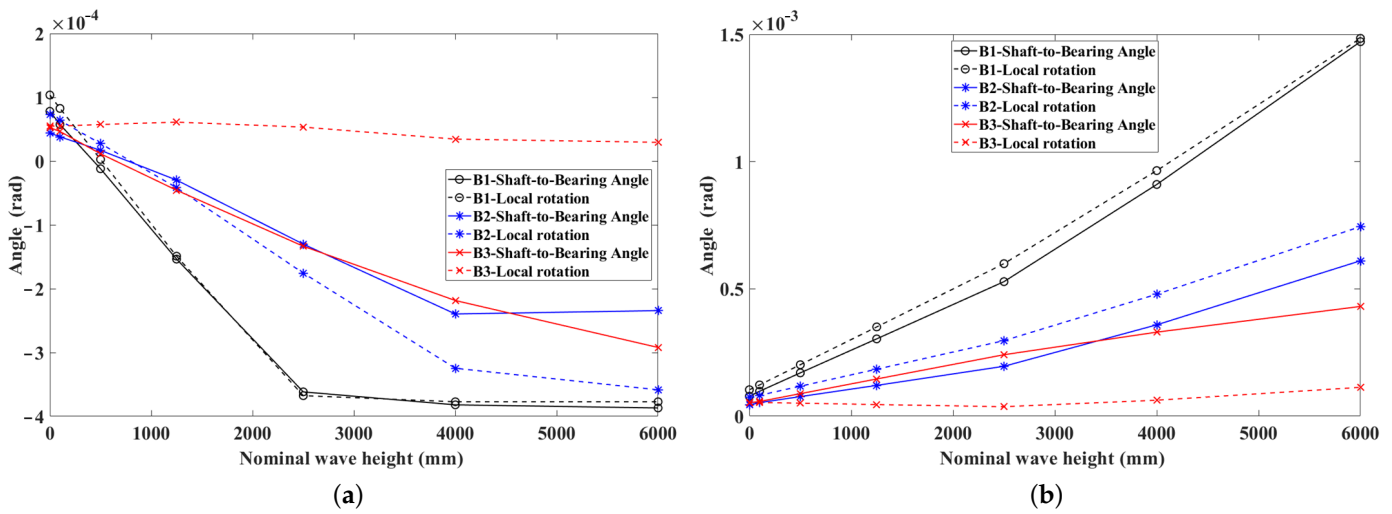 ×10⁻⁴
2
1
0
−1
−2
−3
−4
Angle (rad)
B1-Shaft-to-Bearing Angle
B1-Local rotation
B2-Shaft-to-Bearing Angle
B2-Local rotation
B3-Shaft-to-Bearing Angle
B3-Local rotation
0 1000 2000 3000 4000 5000 6000
Nominal wave height (mm)
(a)
×10⁻³
1.5
1
0.5
0
Angle (rad)
B1-Shaft-to-Bearing Angle
B1-Local rotation
B2-Shaft-to-Bearing Angle
B2-Local rotation
B3-Shaft-to-Bearing Angle
B3-Local rotation
0 1000 2000 3000 4000 5000 6000
Nominal wave height (mm)
(b)